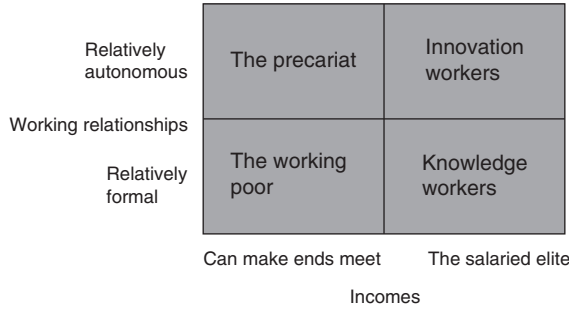 Relatively
autonomous
The precariat
Innovation
workers
Working relationships
Relatively
formal
The working
poor
Knowledge
workers
Can make ends meet
The salaried elite
Incomes